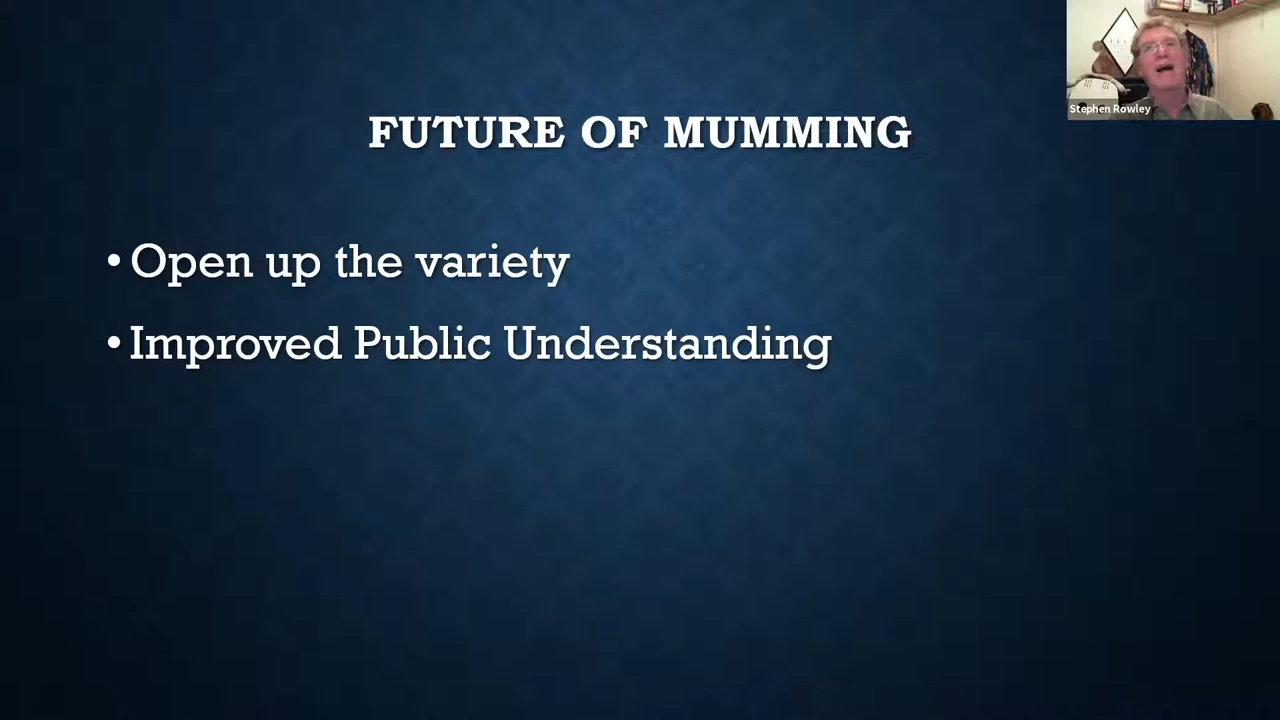 FUTURE OF MUMMING
• Open up the variety
• Improved Public Understanding
Stephen Rowley